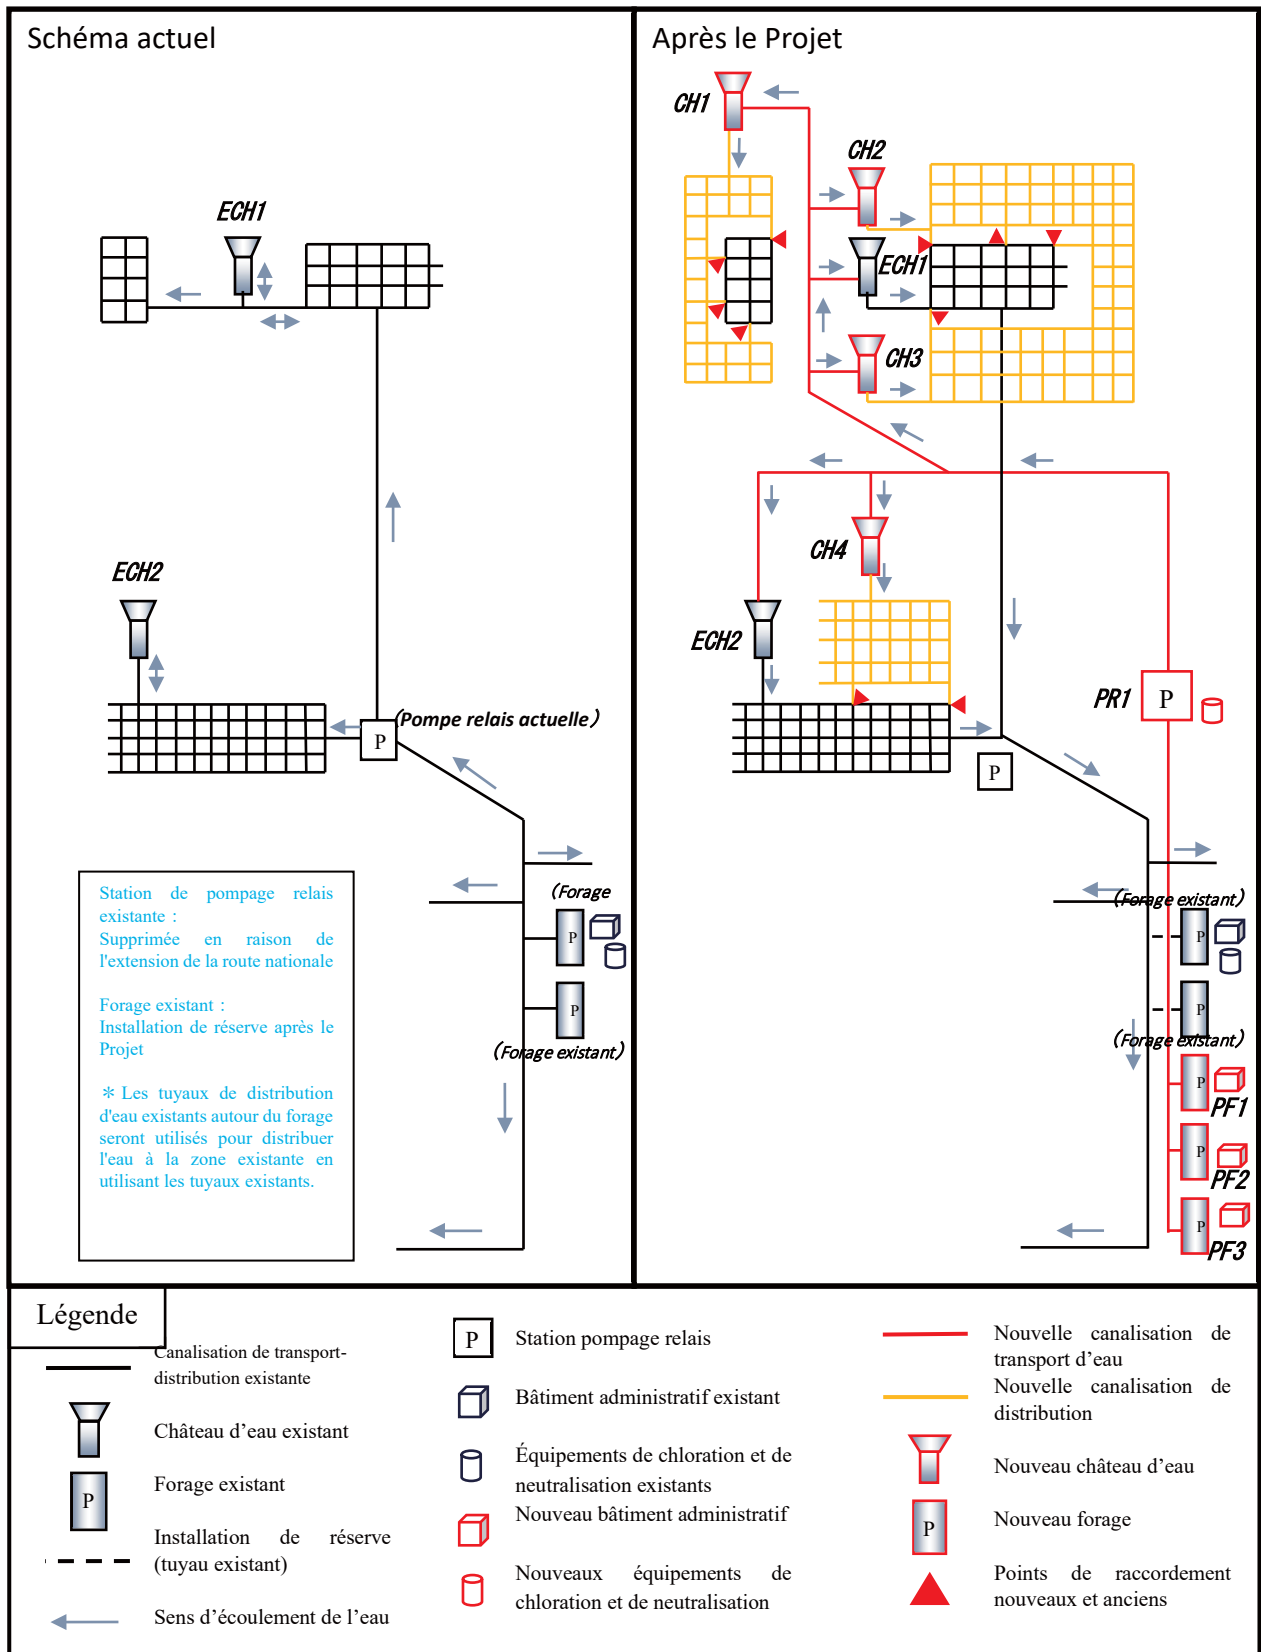 Schéma actuel
ECH1
ECH2
(Pompe relais actuelle)
P
Station de pompage relais
existante :
Supprimée en raison de
l'extension de la route nationale
Forage existant :
Installation de réserve après le
Projet
＊ Les tuyaux de distribution
d'eau existants autour du forage
seront utilisés pour distribuer
l'eau à la zone existante en
utilisant les tuyaux existants.
(Forage
P
P
(Forage existant)
Après le Projet
CH1
CH2
ECH1
CH3
CH4
ECH2
PR1
P
P
(Forage existant)
P
P
(Forage existant)
P
PF1
P
PF2
P
PF3
Légende
Canalisation de transport-
distribution existante
Château d’eau existant
P
Forage existant
Installation de réserve
(tuyau existant)
Sens d’écoulement de l’eau
P
Station pompage relais
Bâtiment administratif existant
Équipements de chloration et de
neutralisation existants
Nouveau bâtiment administratif
Nouveaux équipements de
chloration et de neutralisation
Nouvelle canalisation de
transport d’eau
Nouvelle canalisation de
distribution
Nouveau château d’eau
P
Nouveau forage
Points de raccordement
nouveaux et anciens